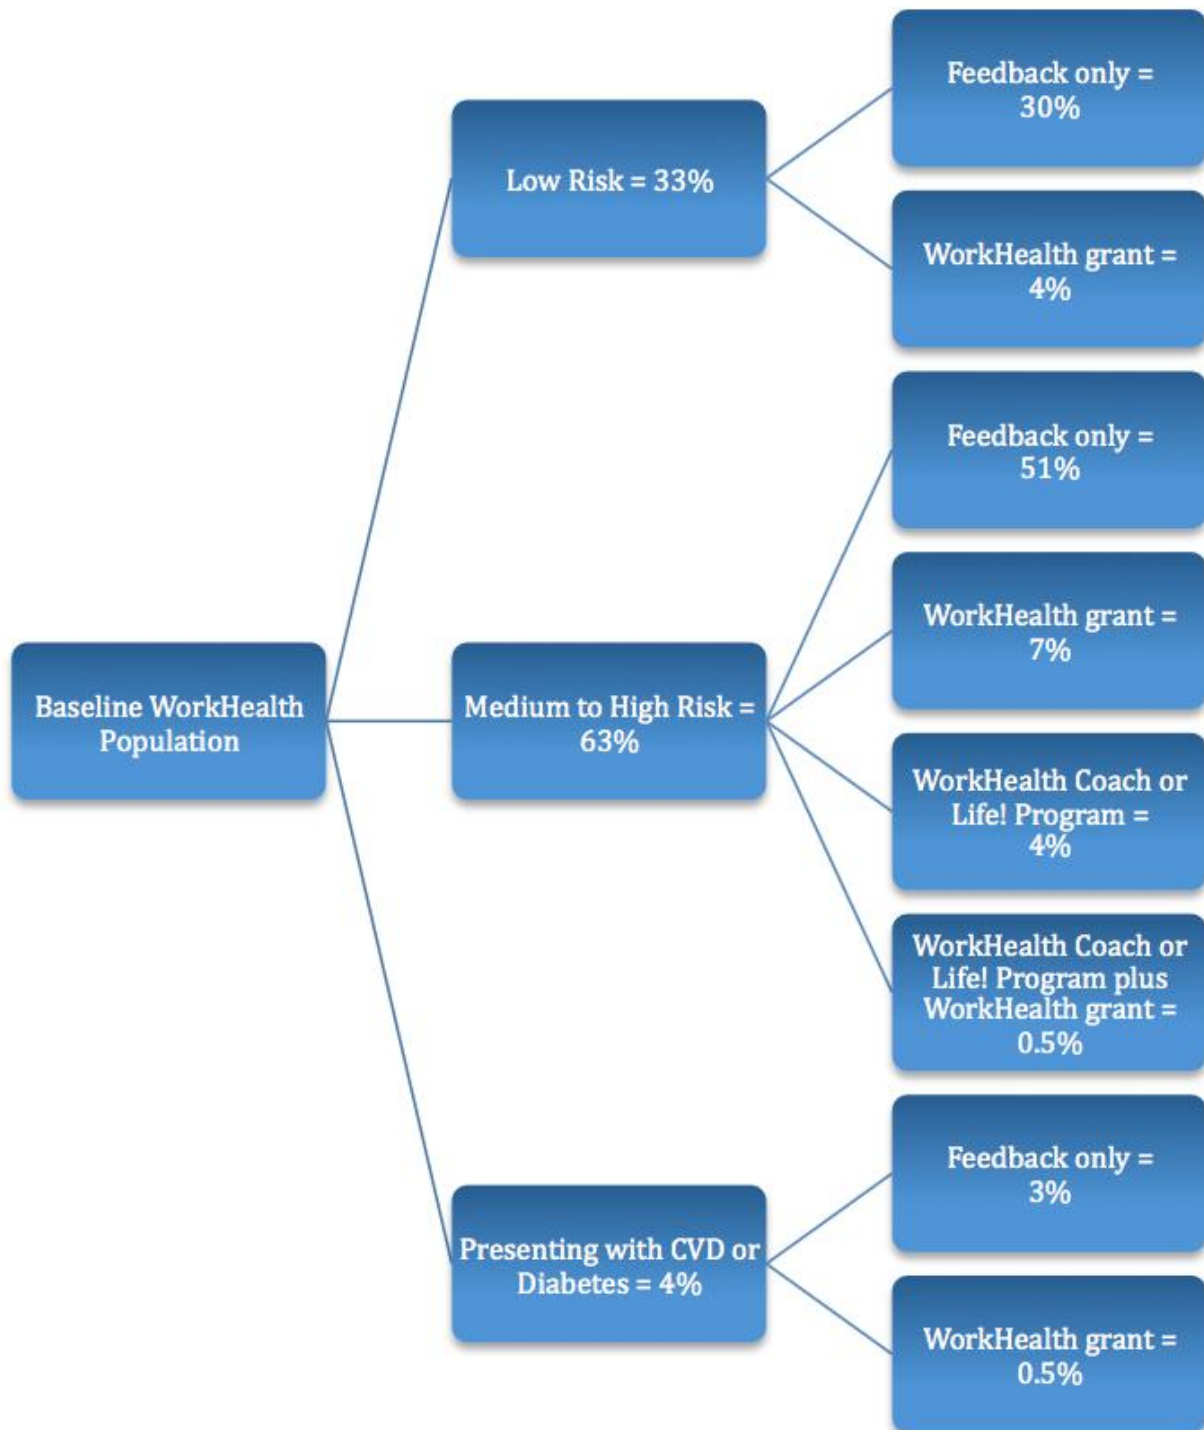 Baseline WorkHealth
Population
Low Risk = 33%
Feedback only =
30%
WorkHealth grant =
4%
Medium to High Risk =
63%
Feedback only =
51%
WorkHealth grant =
7%
WorkHealth Coach or
Life! Program =
4%
WorkHealth Coach or
Life! Program plus
WorkHealth grant =
0.5%
Presenting with CVD or
Diabetes = 4%
Feedback only =
3%
WorkHealth grant =
0.5%